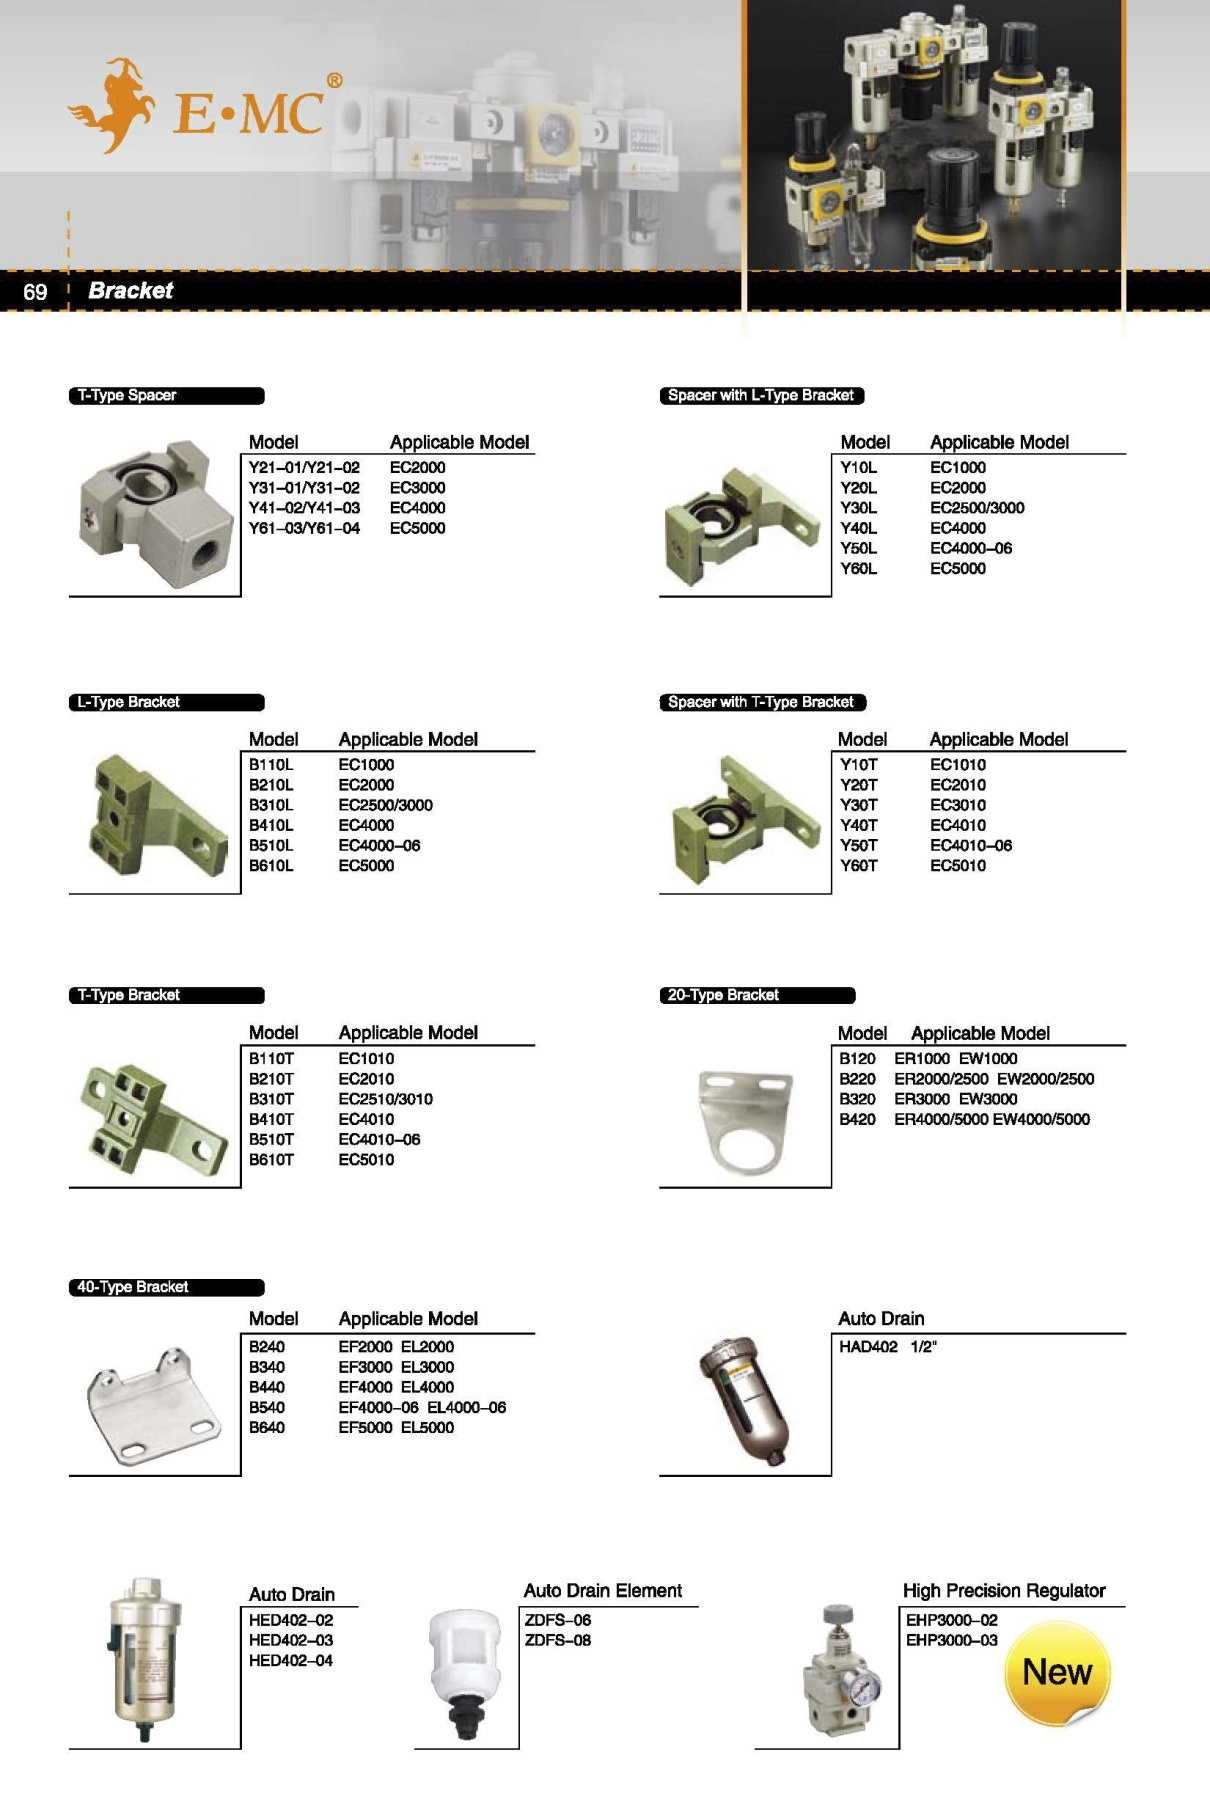 E·MC®
69 Bracket
T-Type Spacer
Model Applicable Model
Y21-01/Y21-02 EC2000
Y31-01/Y31-02 EC3000
Y41-02/Y41-03 EC4000
Y61-03/Y61-04 EC5000
Spacer with L-Type Bracket
Model Applicable Model
Y10L EC1000
Y20L EC2000
Y30L EC2500/3000
Y40L EC4000
Y50L EC4000-06
Y60L EC5000
L-Type Bracket
Model Applicable Model
B110L EC1000
B210L EC2000
B310L EC2500/3000
B410L EC4000
B510L EC4000-06
B610L EC5000
Spacer with T-Type Bracket
Model Applicable Model
Y10T EC1010
Y20T EC2010
Y30T EC3010
Y40T EC4010
Y50T EC4010-06
Y60T EC5010
T-Type Bracket
Model Applicable Model
B110T EC1010
B210T EC2010
B310T EC2510/3010
B410T EC4010
B510T EC4010-06
B610T EC5010
20-Type Bracket
Model Applicable Model
B120 ER1000 EW1000
B220 ER2000/2500 EW2000/2500
B320 ER3000 EW3000
B420 ER4000/5000 EW4000/5000
40-Type Bracket
Model Applicable Model
B240 EF2000 EL2000
B340 EF3000 EL3000
B440 EF4000 EL4000
B540 EF4000-06 EL4000-06
B640 EF5000 EL5000
Auto Drain
HAD402 1/2"
Auto Drain
HED402-02
HED402-03
HED402-04
Auto Drain Element
ZDFS-06
ZDFS-08
High Precision Regulator
EHP3000-02
EHP3000-03
New